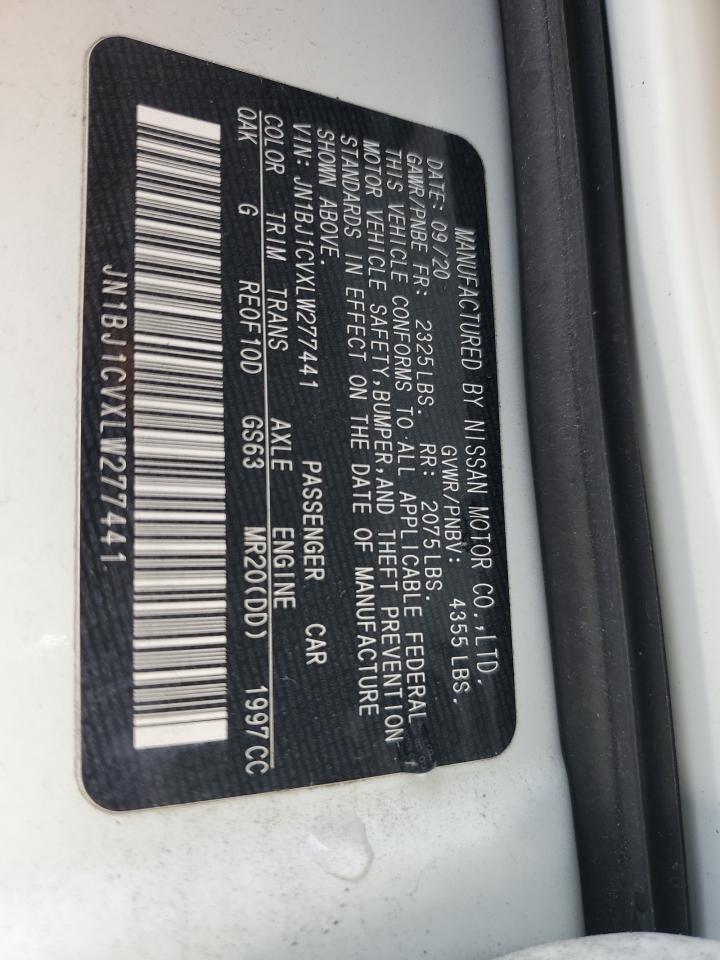 MANUFACTURED BY NISSAN MOTOR CO.,LTD.
DATE: 09/20 GVWR/PNBV: 4355 LBS.
GAWR/PNBE FR: 2325 LBS. RR: 2075 LBS.
THIS VEHICLE CONFORMS TO ALL APPLICABLE FEDERAL
MOTOR VEHICLE SAFETY,BUMPER,AND THEFT PREVENTION
STANDARDS IN EFFECT ON THE DATE OF MANUFACTURE
SHOWN ABOVE.
VIN: JN1BJ1CVXLW277441 PASSENGER CAR
COLOR TRIM TRANS AXLE ENGINE
QAK G RE0F10D GS63 MR20(DD) 1997CC
JN1BJ1CVXLW277441